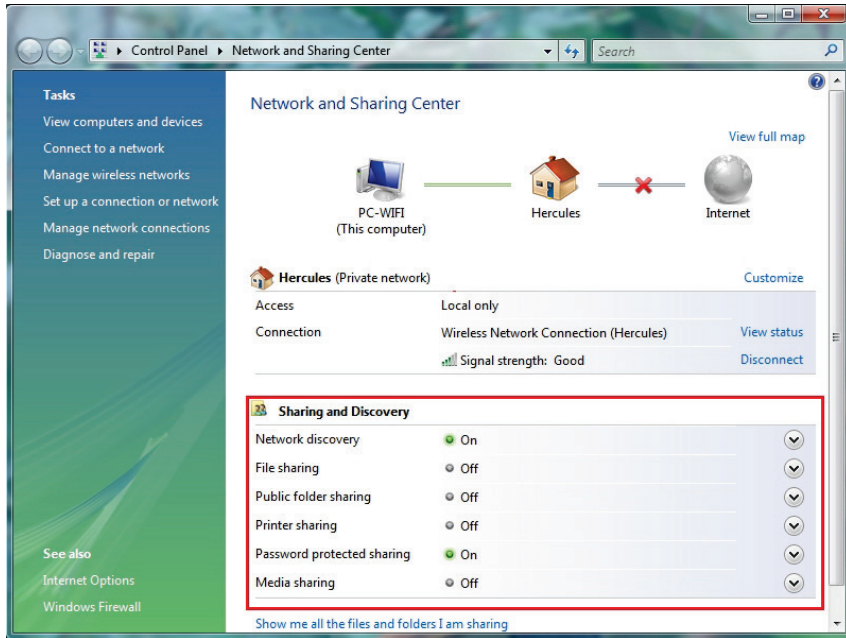 Control Panel Network and Sharing Center
Search
Tasks
View computers and devices
Connect to a network
Manage wireless networks
Set up a connection or network
Manage network connections
Diagnose and repair
See also
Internet Options
Windows Firewall
Network and Sharing Center
View full map
PC-WIFI
(This computer)
Hercules
Internet
Hercules (Private network) Customize
Access Local only
Connection Wireless Network Connection (Hercules) View status
Signal strength: Good Disconnect
Sharing and Discovery
Network discovery On
File sharing Off
Public folder sharing Off
Printer sharing Off
Password protected sharing On
Media sharing Off
Show me all the files and folders I am sharing